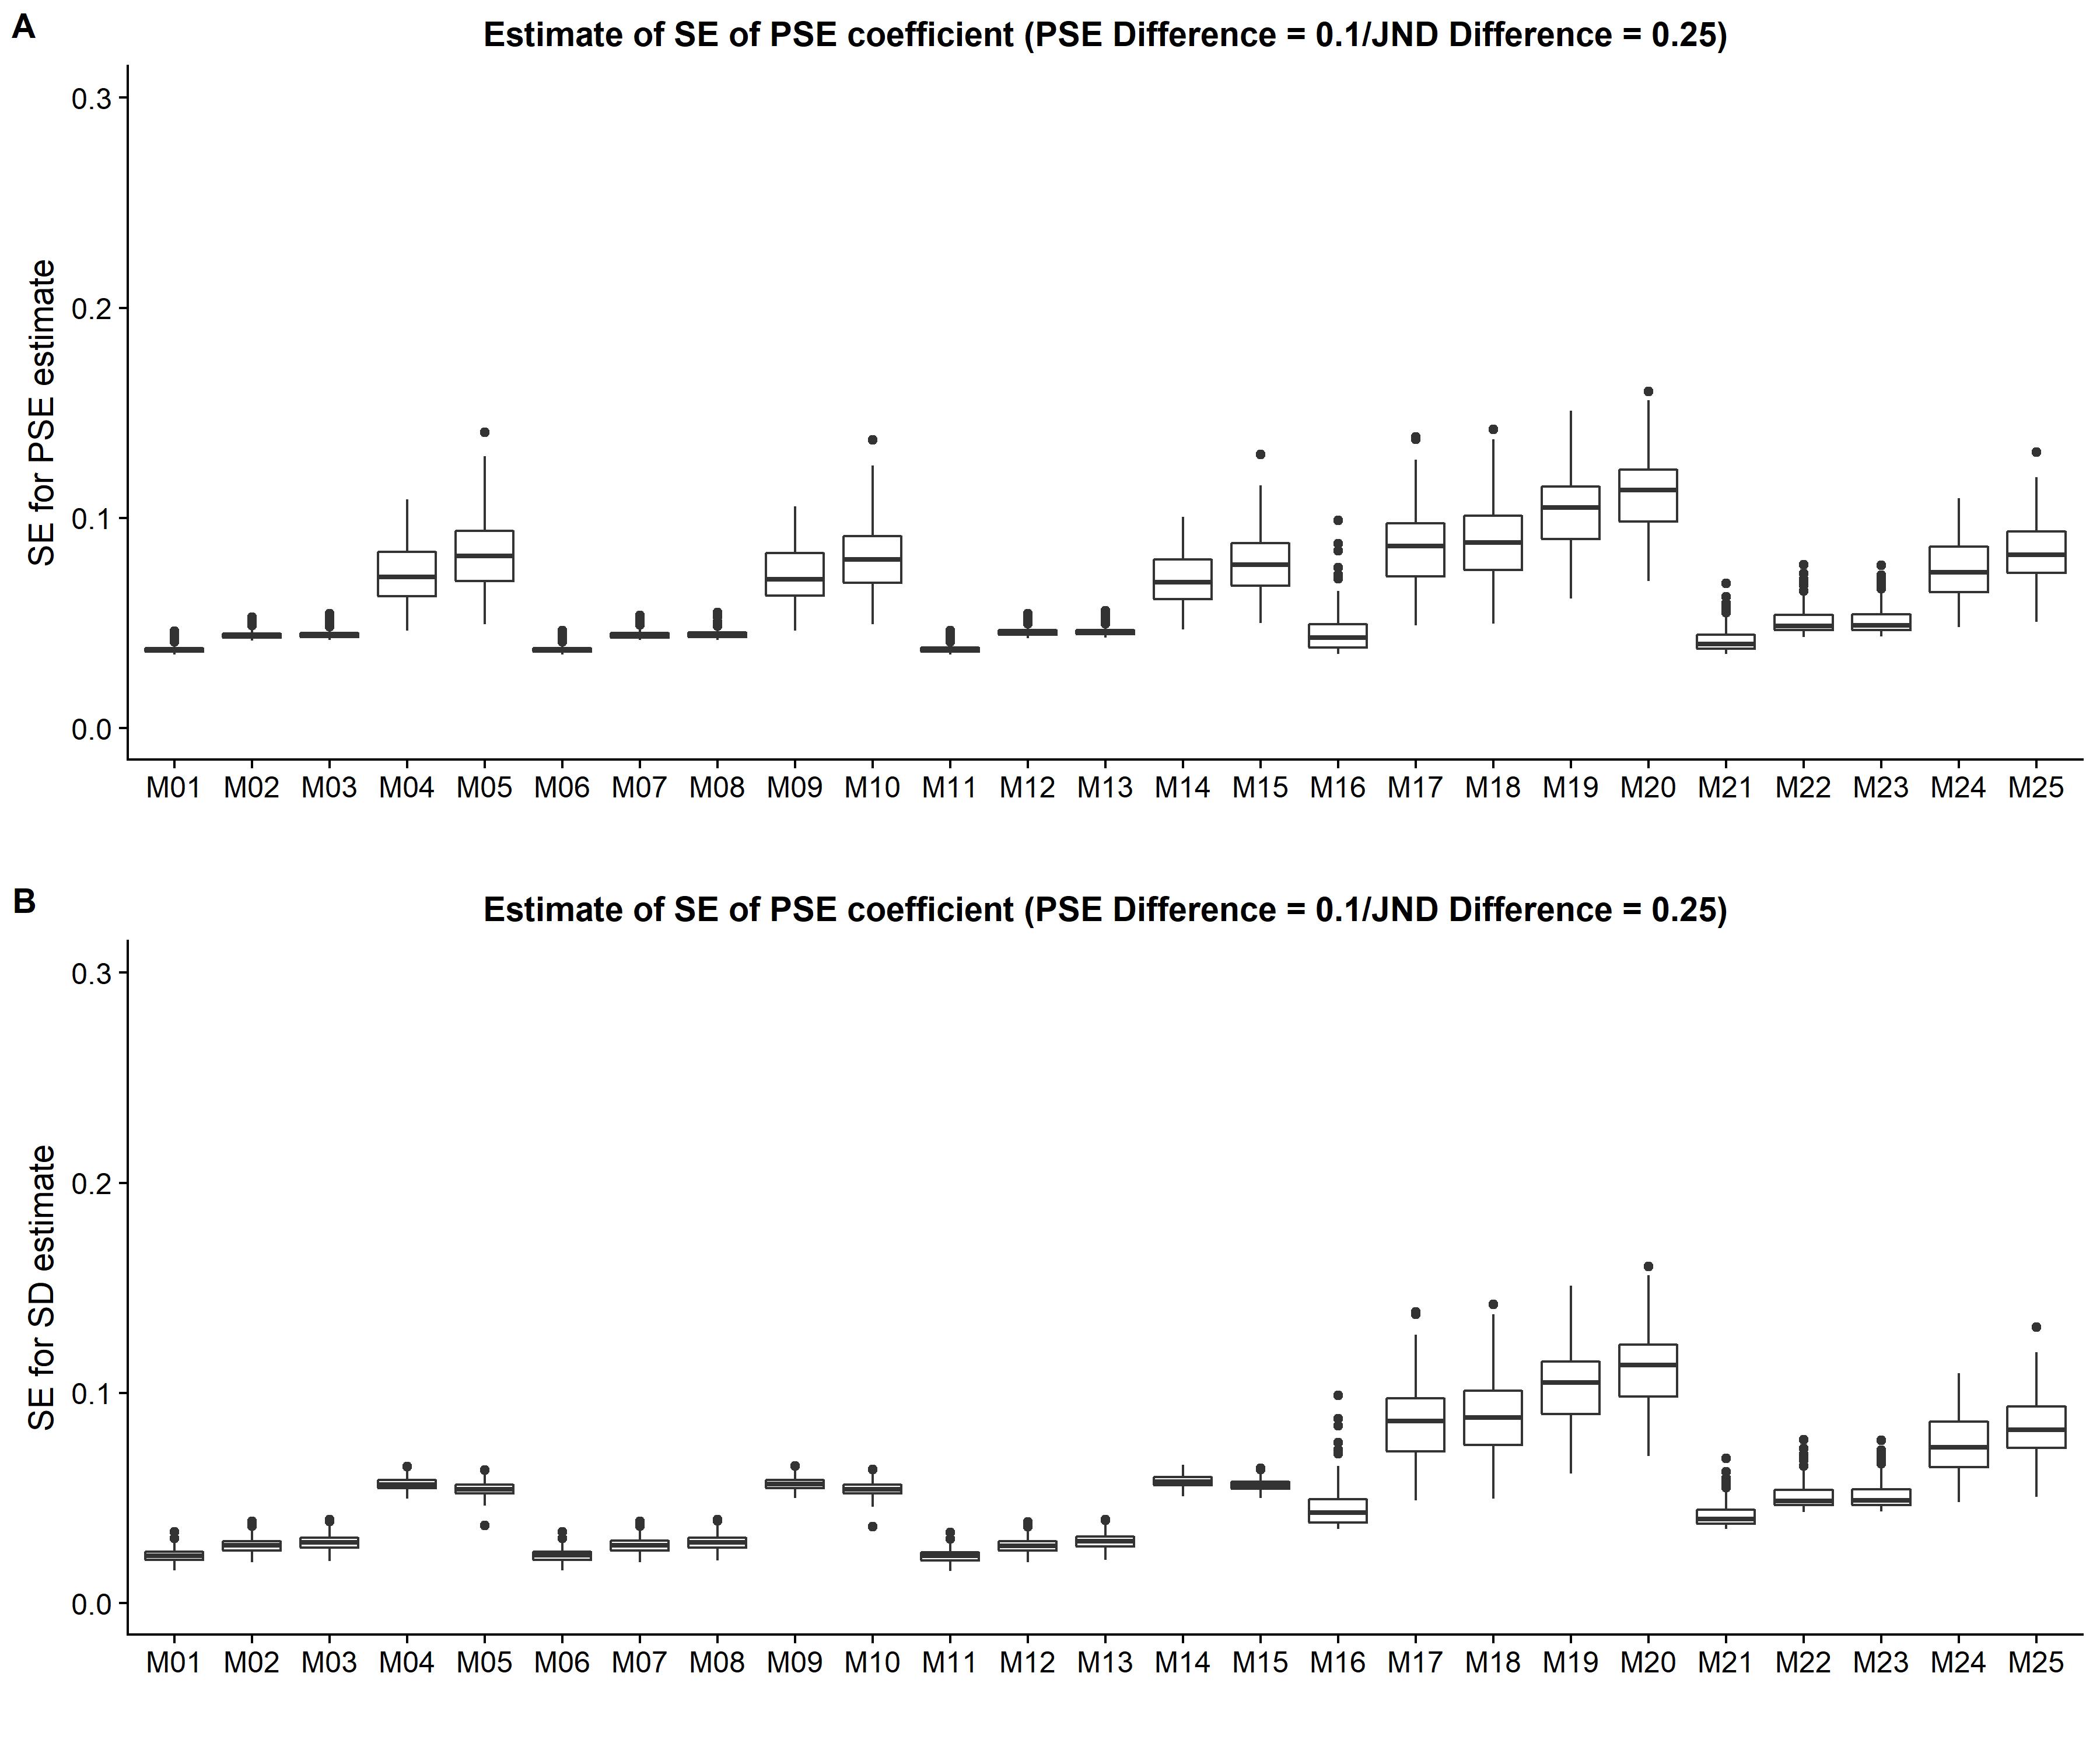 A
Estimate of SE of PSE coefficient (PSE Difference = 0.1/JND Difference = 0.25)
SE for PSE estimate
0.3
0.2
0.1
0.0
M01 M02 M03 M04 M05 M06 M07 M08 M09 M10 M11 M12 M13 M14 M15 M16 M17 M18 M19 M20 M21 M22 M23 M24 M25
B
Estimate of SE of PSE coefficient (PSE Difference = 0.1/JND Difference = 0.25)
SE for SD estimate
0.3
0.2
0.1
0.0
M01 M02 M03 M04 M05 M06 M07 M08 M09 M10 M11 M12 M13 M14 M15 M16 M17 M18 M19 M20 M21 M22 M23 M24 M25